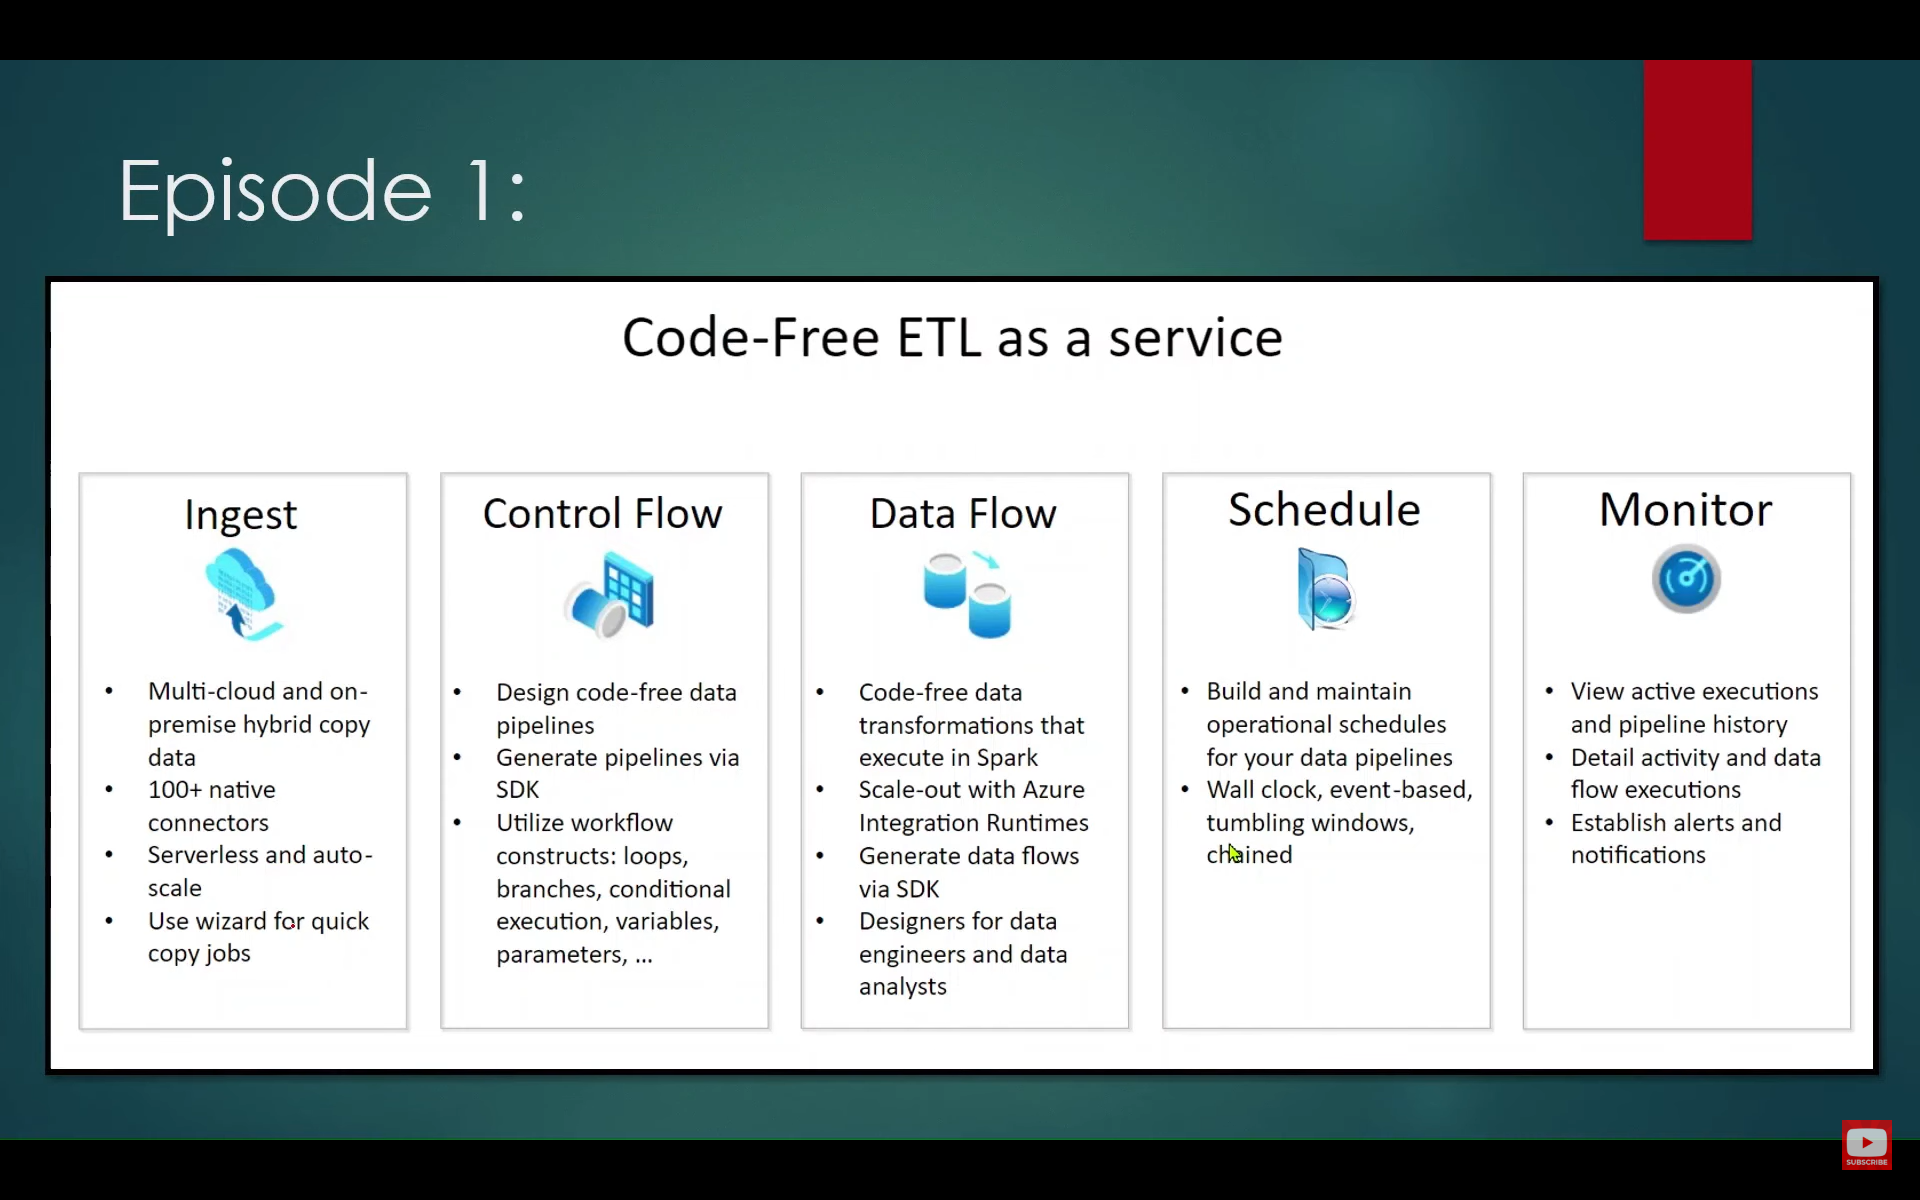 Episode 1:
Code-Free ETL as a service
Ingest
• Multi-cloud and on-
premise hybrid copy
data
• 100+ native
connectors
• Serverless and auto-
scale
• Use wizard for quick
copy jobs
Control Flow
• Design code-free data
pipelines
• Generate pipelines via
SDK
• Utilize workflow
constructs: loops,
branches, conditional
execution, variables,
parameters, ...
Data Flow
• Code-free data
transformations that
execute in Spark
• Scale-out with Azure
Integration Runtimes
• Generate data flows
via SDK
• Designers for data
engineers and data
analysts
Schedule
• Build and maintain
operational schedules
for your data pipelines
• Wall clock, event-based,
tumbling windows,
chained
Monitor
• View active executions
and pipeline history
• Detail activity and data
flow executions
• Establish alerts and
notifications
SUBSCRIBE